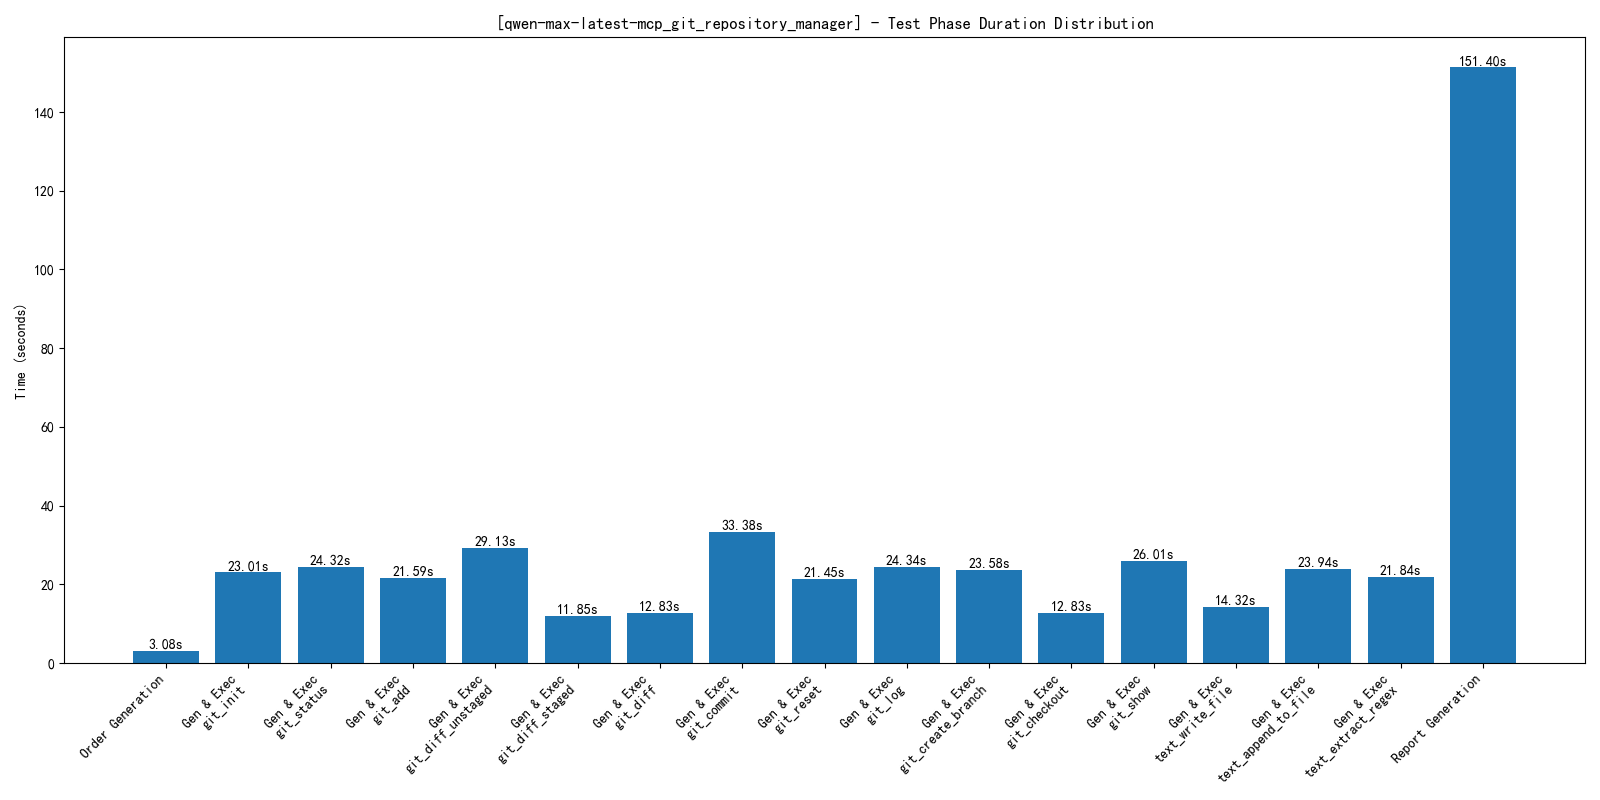 [qwen-max-latest-mcp_git_repository_manager] - Test Phase Duration Distribution
Time (seconds)
140
120
100
80
60
40
20
0
3.08s
23.01s
24.32s
21.59s
29.13s
11.85s
12.83s
33.38s
21.45s
24.34s
23.58s
12.83s
26.01s
14.32s
23.94s
21.84s
151.40s
Order Generation
Gen & Exec
git_init
Gen & Exec
git_status
Gen & Exec
git_add
Gen & Exec
git_diff_unstaged
Gen & Exec
git_diff_staged
Gen & Exec
git_diff
Gen & Exec
git_commit
Gen & Exec
git_reset
Gen & Exec
git_log
Gen & Exec
git_create_branch
Gen & Exec
git_checkout
Gen & Exec
git_show
Gen & Exec
text_write_file
Gen & Exec
text_append_to_file
Gen & Exec
text_extract_regex
Report Generation